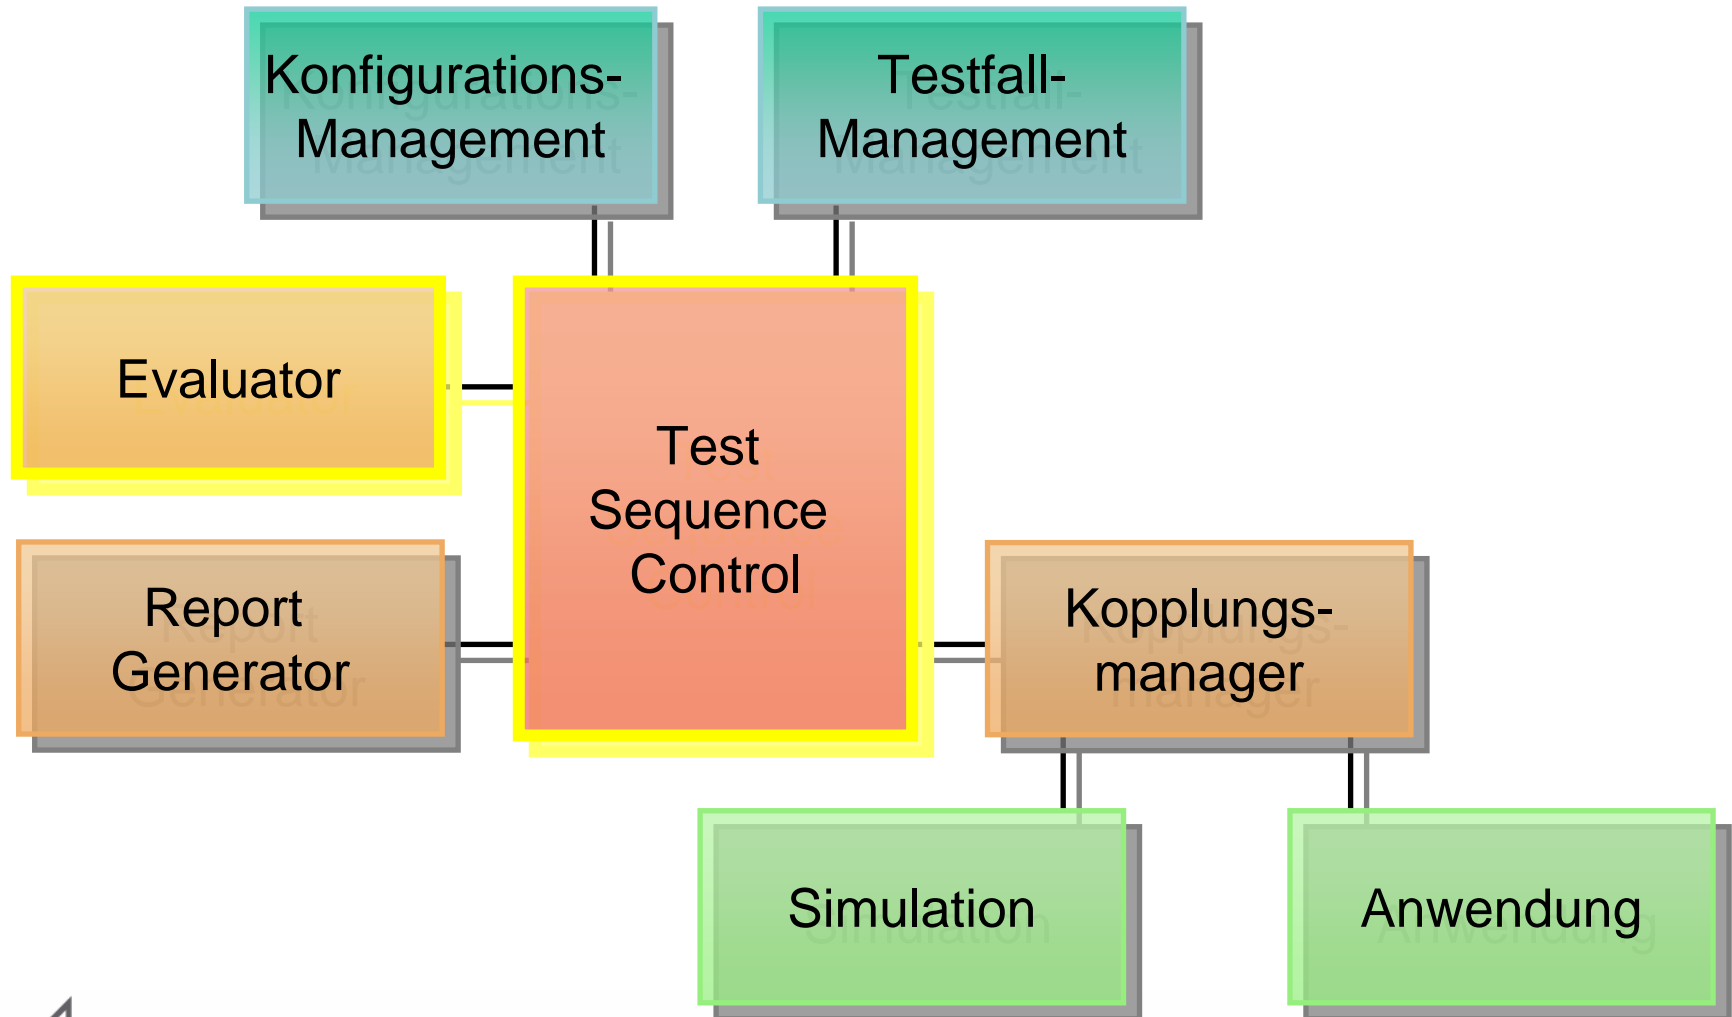 Konfigurations-
Management
Testfall-
Management
Evaluator
Test
Sequence
Control
Report
Generator
Kopplungs-
manager
Simulation
Anwendung